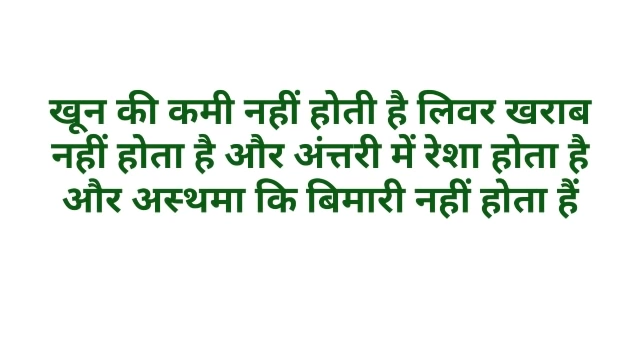 खून की कमी नहीं होती है लिवर खराब
नहीं होता है और अंत्तरी में रेशा होता है
और अस्थमा कि बिमारी नहीं होता हैं